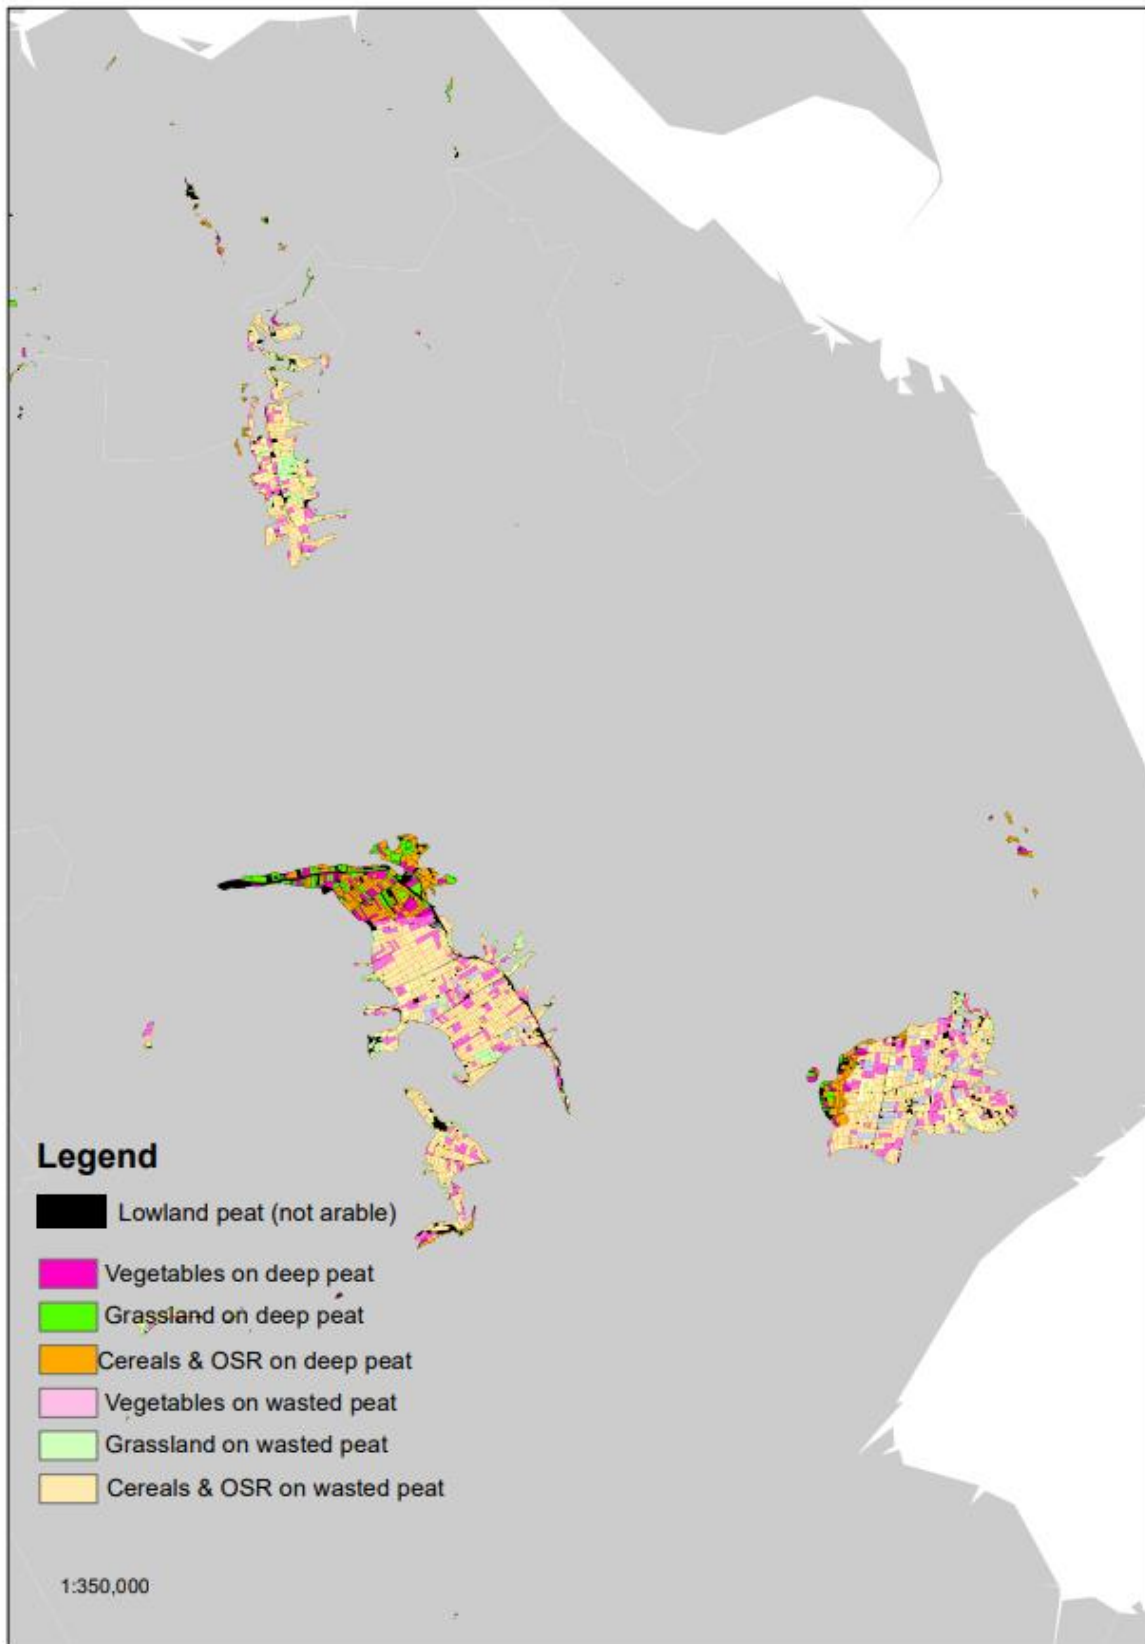 Legend
Lowland peat (not arable)
Vegetables on deep peat
Grassland on deep peat
Cereals & OSR on deep peat
Vegetables on wasted peat
Grassland on wasted peat
Cereals & OSR on wasted peat
1:350,000